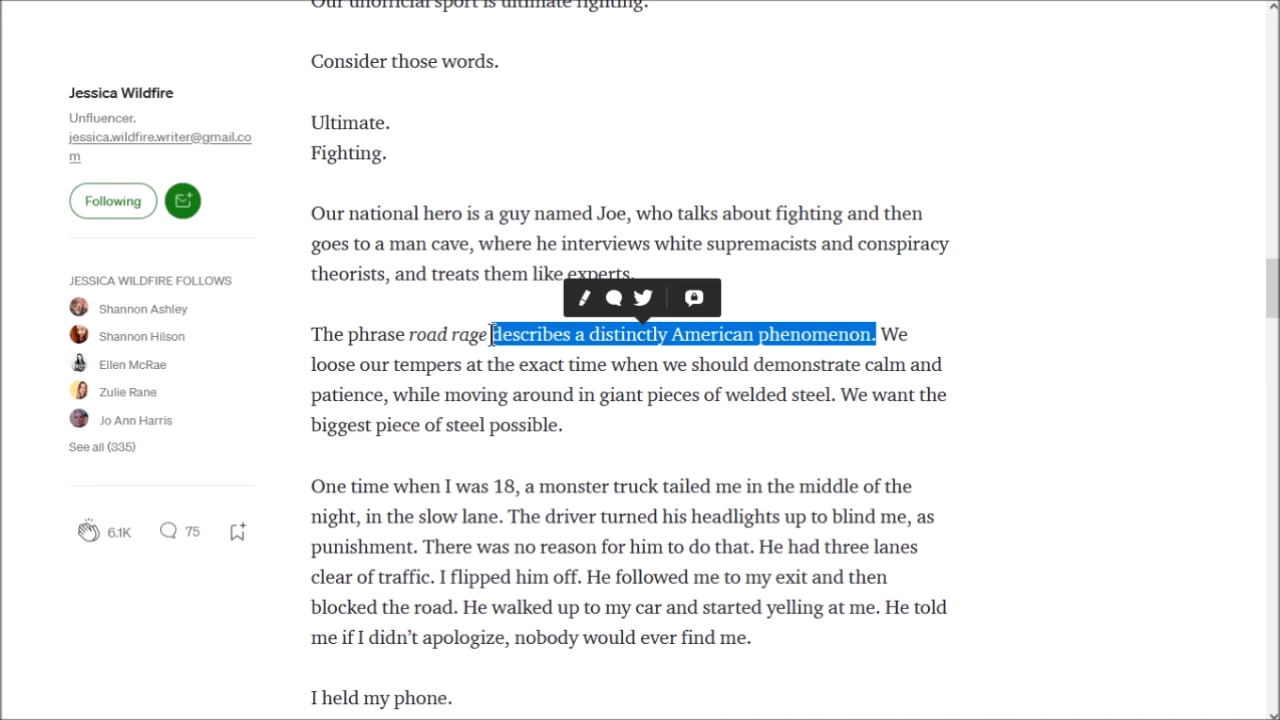 Our unofficial sport is ultimate fighting.
Consider those words.
Jessica Wildfire
Unfluencer.
jessica.wildfire.writer@gmail.co
m
Following
JESSICA WILDFIRE FOLLOWS
Shannon Ashley
Shannon Hilson
Ellen McRae
Zulie Rane
Jo Ann Harris
See all (335)
6.1K
75
Ultimate.
Fighting.
Our national hero is a guy named Joe, who talks about fighting and then
goes to a man cave, where he interviews white supremacists and conspiracy
theorists, and treats them like experts.
The phrase road rage describes a distinctly American phenomenon. We
loose our tempers at the exact time when we should demonstrate calm and
patience, while moving around in giant pieces of welded steel. We want the
biggest piece of steel possible.
One time when I was 18, a monster truck tailed me in the middle of the
night, in the slow lane. The driver turned his headlights up to blind me, as
punishment. There was no reason for him to do that. He had three lanes
clear of traffic. I flipped him off. He followed me to my exit and then
blocked the road. He walked up to my car and started yelling at me. He told
me if I didn’t apologize, nobody would ever find me.
I held my phone.